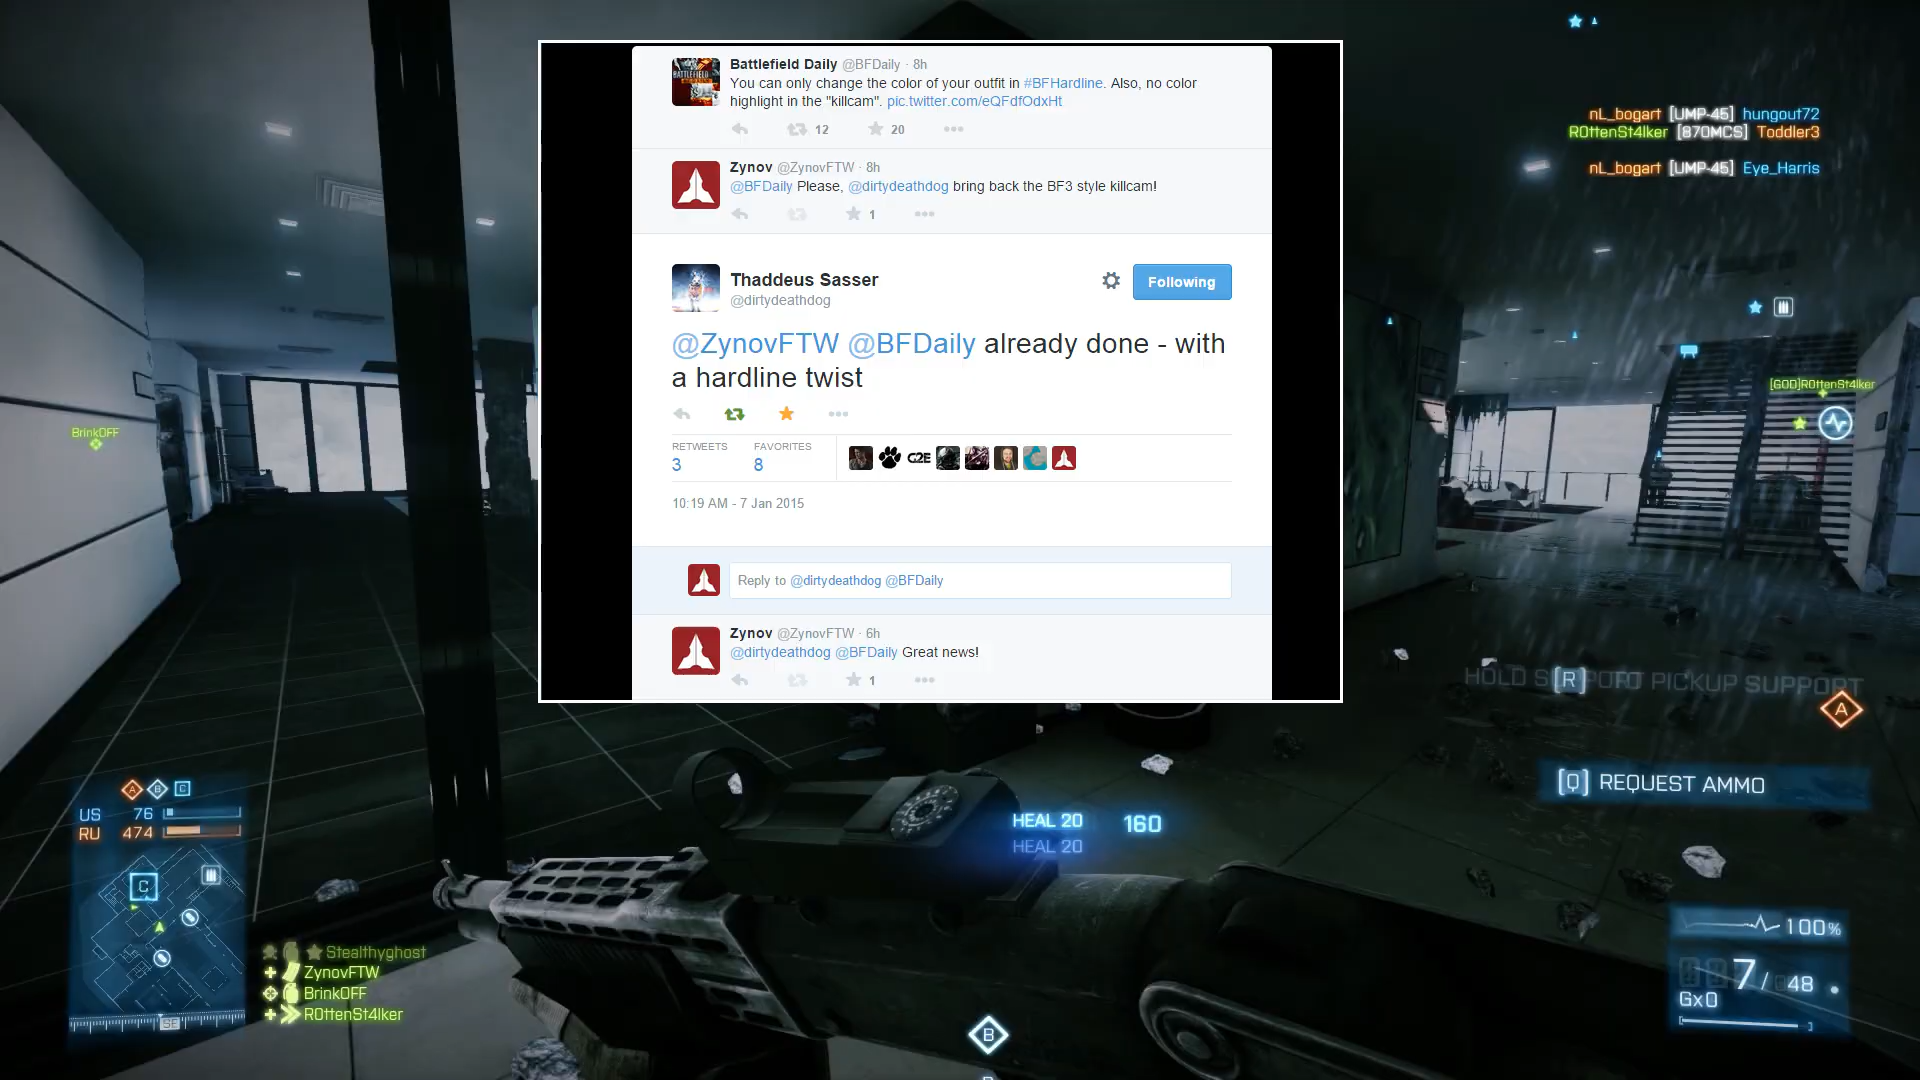 Battlefield Daily @BFDaily · 8h
You can only change the color of your outfit in #BFHardline. Also, no color
highlight in the "killcam". pic.twitter.com/eQFdfOdxHt
12 20
Zynov @ZynovFTW · 8h
@BFDaily Please, @dirtydeathdog bring back the BF3 style killcam!
1
Thaddeus Sasser
@dirtydeathdog
Following
@ZynovFTW @BFDaily already done - with
a hardline twist
RETWEETS FAVORITES
3 8
C2E
10:19 AM - 7 Jan 2015
Reply to @dirtydeathdog @BFDaily
Zynov @ZynovFTW · 6h
@dirtydeathdog @BFDaily Great news!
1
nL_bogart [UMP-45] hungout72
R0ttenSt4lker [870MCS] Toddler3
nL_bogart [UMP-45] Eye_Harris
[GOD]R0ttenSt4lker
BrinkOFF
[R] PICKUP SUPPORT
A
[Q] REQUEST AMMO
HEAL 20 160
HEAL 20
A B C
US 76
RU 474
C
SE
Stealthyghost
ZynovFTW
BrinkOFF
R0ttenSt4lker
B
100%
7 / 48
Gx0